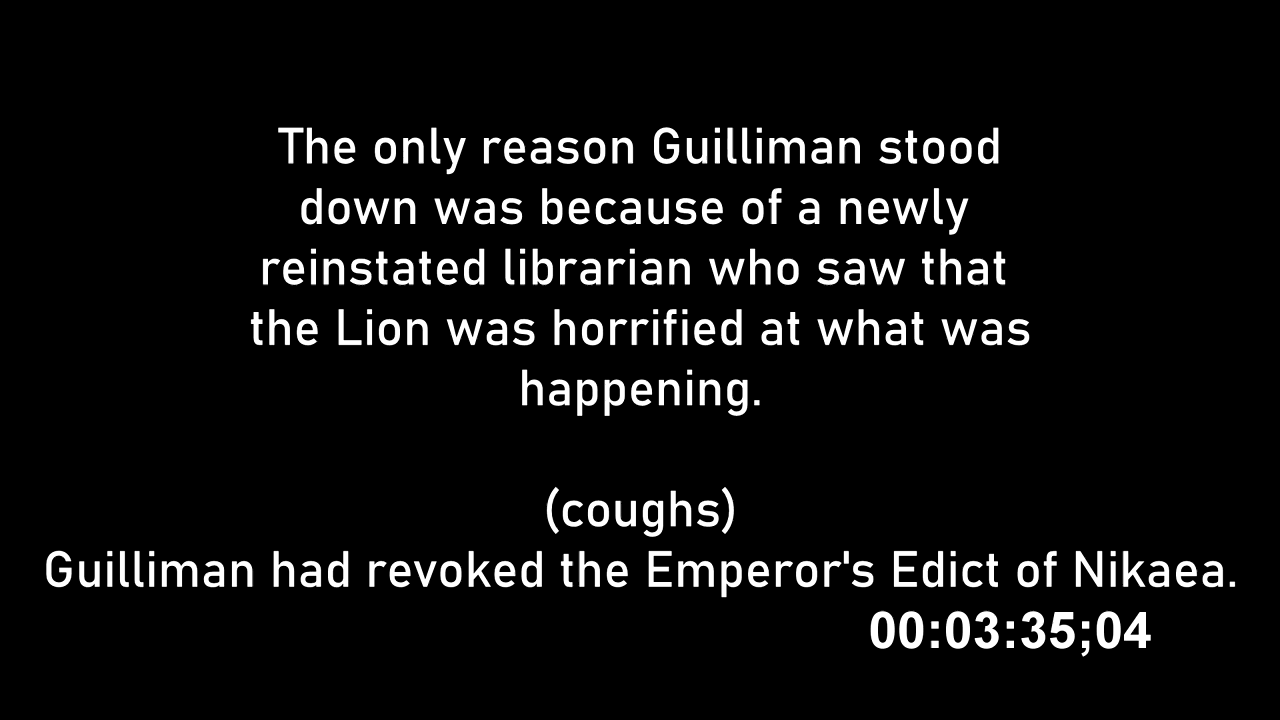 The only reason Guilliman stood
down was because of a newly
reinstated librarian who saw that
the Lion was horrified at what was
happening.
(coughs)
Guilliman had revoked the Emperor's Edict of Nikaea.
00:03:35;04